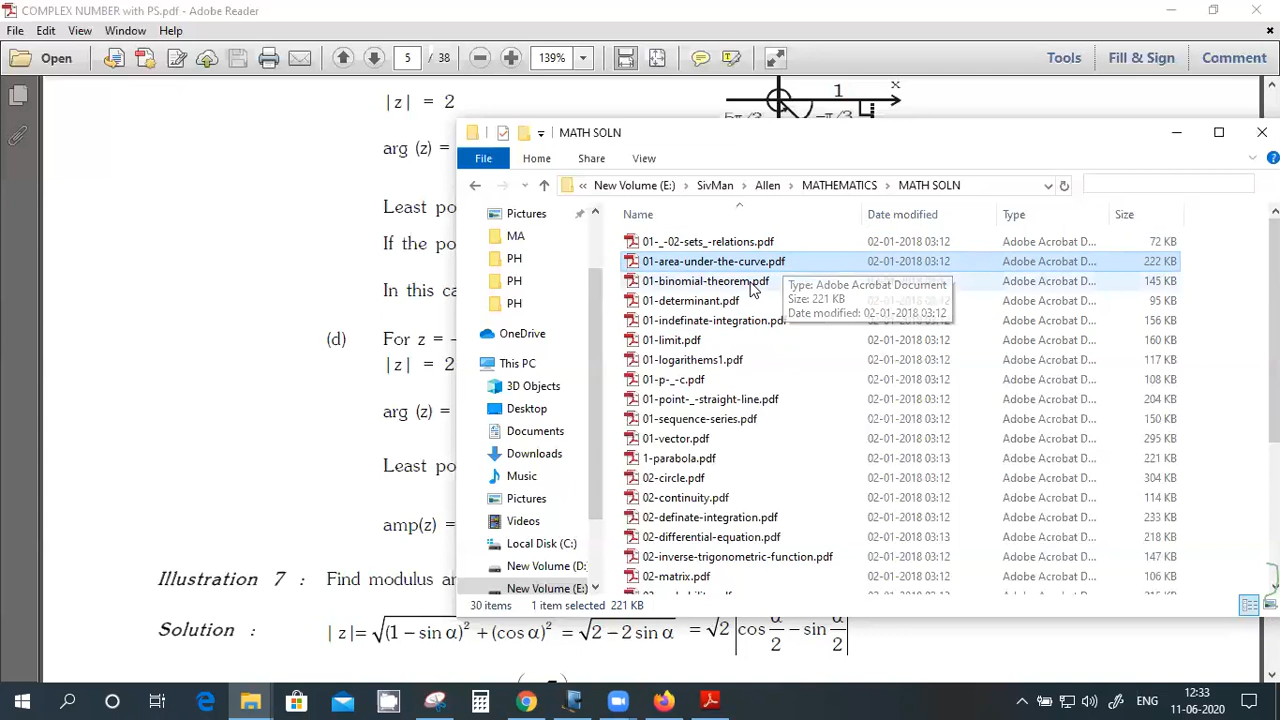 COMPLEX NUMBER with PS.pdf - Adobe Reader
File Edit View Window Help
Open 5 / 38 139% Tools Fill & Sign Comment
|z| = 2
1 x
arg (z) =
Least po
If the po
In this ca
(d) For z = -
|z| = 2
arg (z) =
Least po
amp(z) =
Illustration 7 : Find modulus ar
Solution : |z|=√(1 − sin α)² + (cos α)² = √2 − 2 sin α = √2 |cos α/2 − sin α/2|
MATH SOLN
File Home Share View
« New Volume (E:) > SivMan > Allen > MATHEMATICS > MATH SOLN
Pictures
MA
PH
PH
PH
OneDrive
This PC
3D Objects
Desktop
Documents
Downloads
Music
Pictures
Videos
Local Disk (C:)
New Volume (D:
New Volume (E:)
Name Date modified Type Size
01-_-02-sets_-relations.pdf 02-01-2018 03:12 Adobe Acrobat D... 72 KB
01-area-under-the-curve.pdf 02-01-2018 03:12 Adobe Acrobat D... 222 KB
01-binomial-theorem.pdf 145 KB
01-determinant.pdf 95 KB
01-indefinate-integration.pdf 02-01-2018 03:12 Adobe Acrobat D... 156 KB
01-limit.pdf 02-01-2018 03:12 Adobe Acrobat D... 160 KB
01-logarithems1.pdf 02-01-2018 03:12 Adobe Acrobat D... 117 KB
01-p-_-c.pdf 02-01-2018 03:12 Adobe Acrobat D... 108 KB
01-point-_-straight-line.pdf 02-01-2018 03:12 Adobe Acrobat D... 204 KB
01-sequence-series.pdf 02-01-2018 03:12 Adobe Acrobat D... 150 KB
01-vector.pdf 02-01-2018 03:12 Adobe Acrobat D... 295 KB
1-parabola.pdf 02-01-2018 03:13 Adobe Acrobat D... 221 KB
02-circle.pdf 02-01-2018 03:12 Adobe Acrobat D... 304 KB
02-continuity.pdf 02-01-2018 03:12 Adobe Acrobat D... 114 KB
02-definate-integration.pdf 02-01-2018 03:12 Adobe Acrobat D... 233 KB
02-differential-equation.pdf 02-01-2018 03:13 Adobe Acrobat D... 218 KB
02-inverse-trigonometric-function.pdf 02-01-2018 03:12 Adobe Acrobat D... 147 KB
02-matrix.pdf 02-01-2018 03:12 Adobe Acrobat D... 106 KB
Type: Adobe Acrobat Document
Size: 221 KB
Date modified: 02-01-2018 03:12
30 items 1 item selected 221 KB
ENG
12:33
11-06-2020